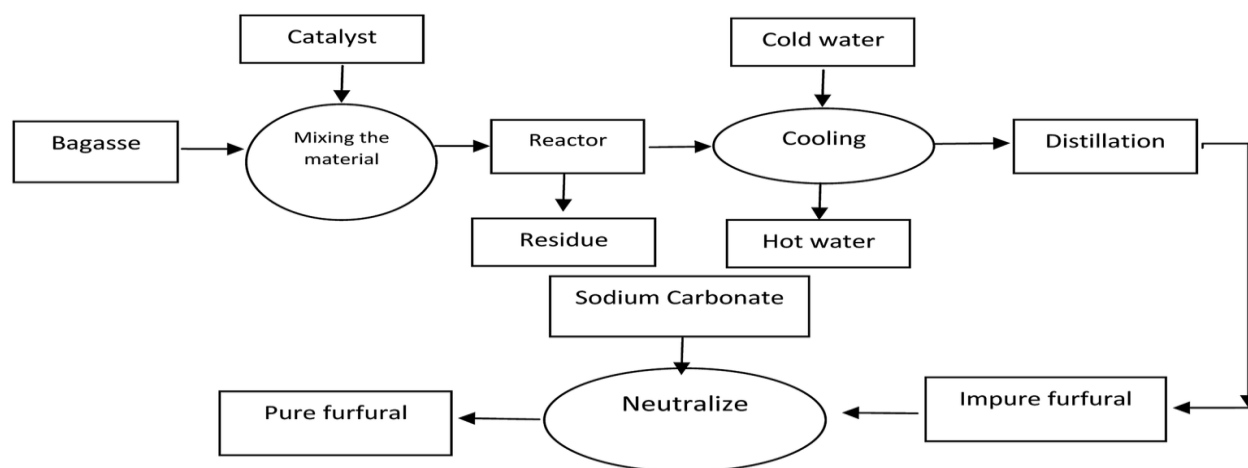 Catalyst
Cold water
Bagasse
Mixing the
material
Reactor
Cooling
Distillation
Residue
Hot water
Sodium Carbonate
Pure furfural
Neutralize
Impure furfural